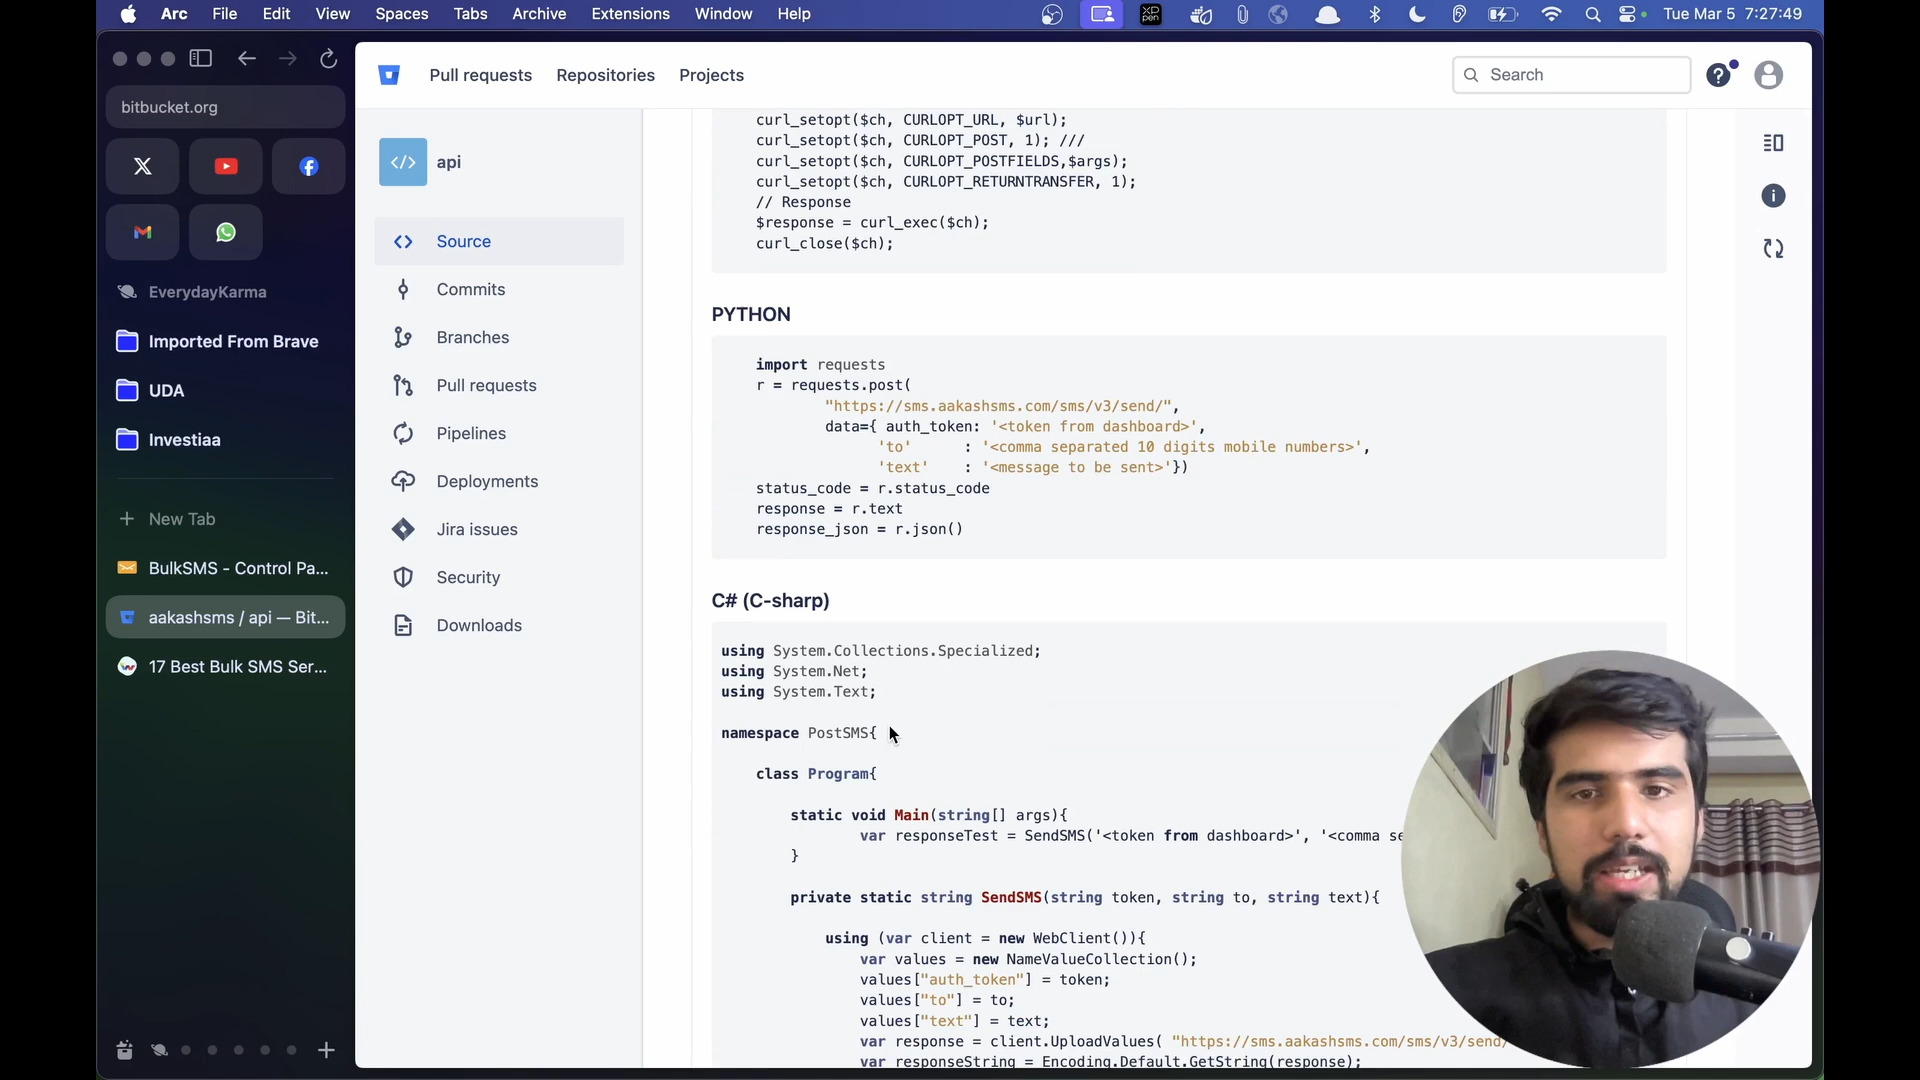 Arc File Edit View Spaces Tabs Archive Extensions Window Help
XP
PEN
Tue Mar 5 7:27:49
bitbucket.org
EverydayKarma
Imported From Brave
UDA
Investiaa
New Tab
BulkSMS - Control Pa...
aakashsms / api — Bit...
17 Best Bulk SMS Ser...
Pull requests Repositories Projects
Search
api
Source
Commits
Branches
Pull requests
Pipelines
Deployments
Jira issues
Security
Downloads
curl_setopt($ch, CURLOPT_URL, $url);
curl_setopt($ch, CURLOPT_POST, 1); ///
curl_setopt($ch, CURLOPT_POSTFIELDS,$args);
curl_setopt($ch, CURLOPT_RETURNTRANSFER, 1);
// Response
$response = curl_exec($ch);
curl_close($ch);
PYTHON
import requests
r = requests.post(
"https://sms.aakashsms.com/sms/v3/send/",
data={ auth_token: '<token from dashboard>',
'to' : '<comma separated 10 digits mobile numbers>',
'text' : '<message to be sent>'})
status_code = r.status_code
response = r.text
response_json = r.json()
C# (C-sharp)
using System.Collections.Specialized;
using System.Net;
using System.Text;
namespace PostSMS{
class Program{
static void Main(string[] args){
var responseTest = SendSMS('<token from dashboard>', '<comma se
}
private static string SendSMS(string token, string to, string text){
using (var client = new WebClient()){
var values = new NameValueCollection();
values["auth_token"] = token;
values["to"] = to;
values["text"] = text;
var response = client.UploadValues( "https://sms.aakashsms.com/sms/v3/send/
var responseString = Encoding.Default.GetString(response);